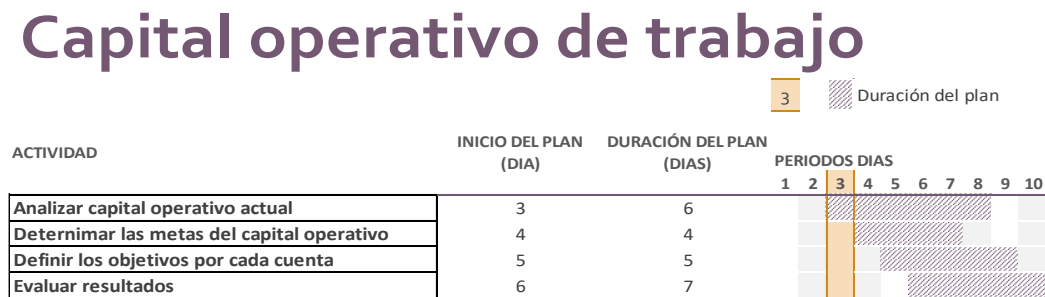 Capital operativo de trabajo
3 Duración del plan
ACTIVIDAD
INICIO DEL PLAN
(DIA)
DURACIÓN DEL PLAN
(DIAS)
PERIODOS DIAS
1 2 3 4 5 6 7 8 9 10
Analizar capital operativo actual 3 6
Deternimar las metas del capital operativo 4 4
Definir los objetivos por cada cuenta 5 5
Evaluar resultados 6 7